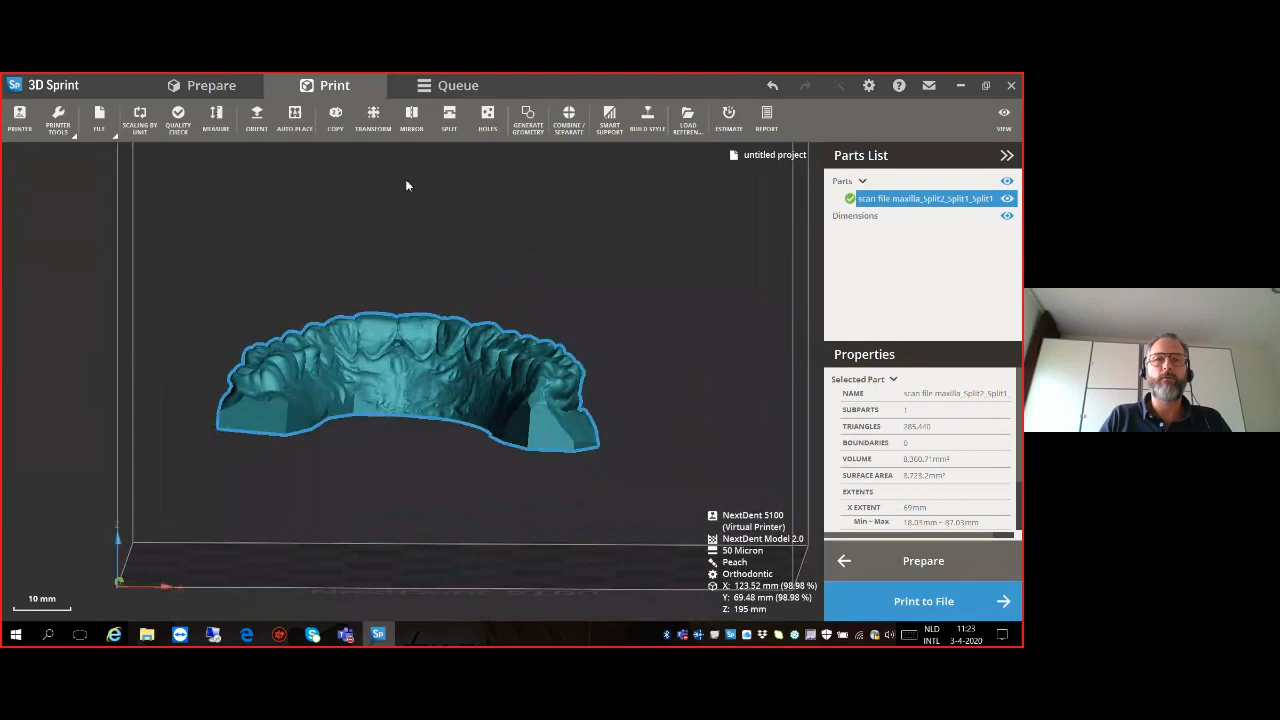 Sp 3D Sprint
Prepare
Print
Queue
PRINTER
PRINTER TOOLS
FILE
SCALING BY UNIT
QUALITY CHECK
MEASURE
ORIENT
AUTO PLACE
COPY
TRANSFORM
MIRROR
SPLIT
HOLES
GENERATE GEOMETRY
COMBINE / SEPARATE
SMART SUPPORT
BUILD STYLE
LOAD REFEREN...
ESTIMATE
REPORT
VIEW
untitled project
Parts List
Parts
scan file maxilla_Split2_Split1_Split1
Dimensions
Properties
Selected Part
NAME scan file maxilla_Split2_Split1_
SUBPARTS 1
TRIANGLES 285,440
BOUNDARIES 0
VOLUME 8,360.71mm³
SURFACE AREA 8,723.2mm²
EXTENTS
X EXTENT 69mm
Min ~ Max 18.03mm ~ 87.03mm
NextDent 5100
(Virtual Printer)
NextDent Model 2.0
50 Micron
Peach
Orthodontic
X: 123.52 mm (98.98 %)
Y: 69.48 mm (98.98 %)
Z: 195 mm
Prepare
Print to File
10 mm
Sp
Sp
NLD
INTL
11:23
3-4-2020